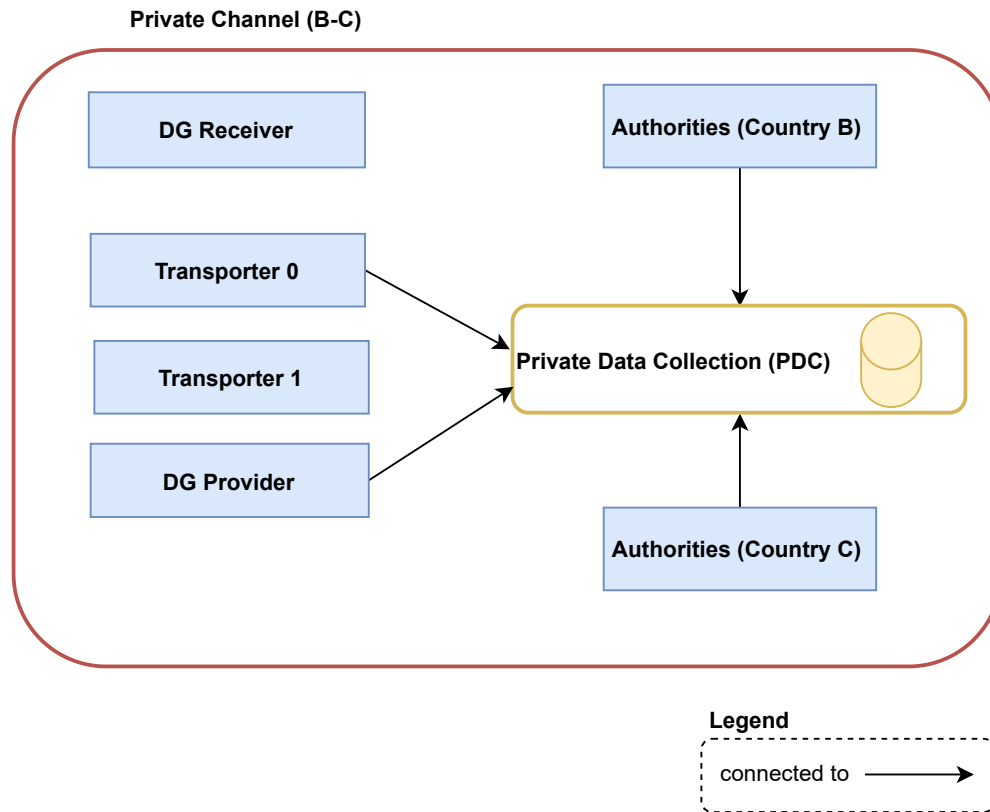 Private Channel (B-C)
DG Receiver
Authorities (Country B)
Transporter 0
Private Data Collection (PDC)
Transporter 1
DG Provider
Authorities (Country C)
Legend
connected to